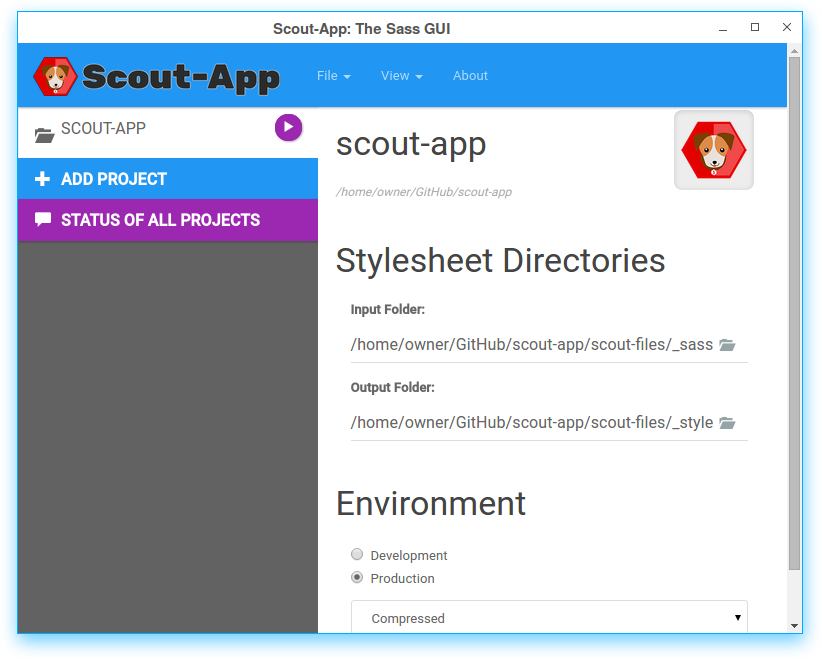 Scout-App: The Sass GUI
Scout-App
File
View
About
SCOUT-APP
ADD PROJECT
STATUS OF ALL PROJECTS
scout-app
/home/owner/GitHub/scout-app
Stylesheet Directories
Input Folder:
/home/owner/GitHub/scout-app/scout-files/_sass
Output Folder:
/home/owner/GitHub/scout-app/scout-files/_style
Environment
Development
Production
Compressed